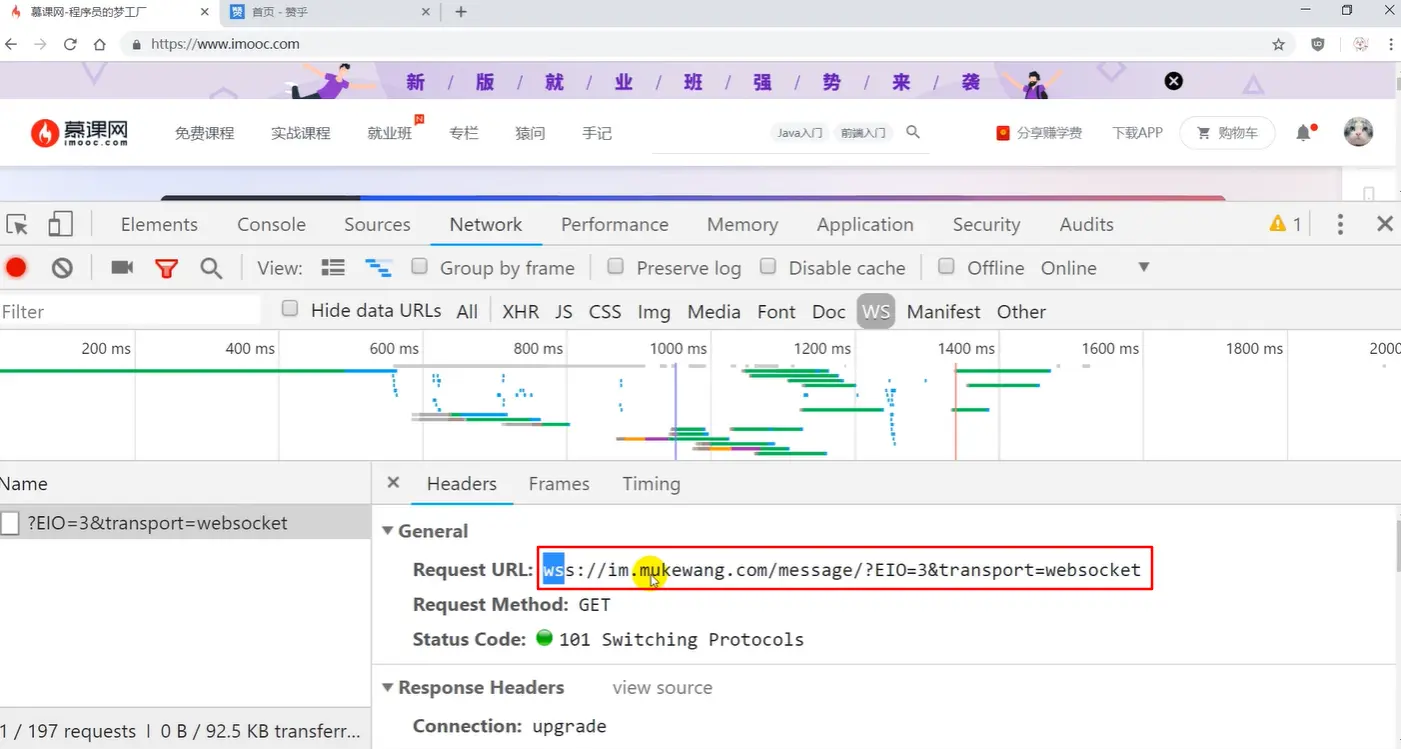 慕课网-程序员的梦工厂
首页 - 赞乎
https://www.imooc.com
新 / 版 / 就 / 业 / 班 / 强 / 势 / 来 / 袭
慕课网 imooc.com 免费课程 实战课程 就业班 N 专栏 猿问 手记 Java入门 前端入门 分享赚学费 下载APP 购物车
Elements Console Sources Network Performance Memory Application Security Audits 1
View: Group by frame Preserve log Disable cache Offline Online
Filter Hide data URLs All XHR JS CSS Img Media Font Doc WS Manifest Other
200 ms 400 ms 600 ms 800 ms 1000 ms 1200 ms 1400 ms 1600 ms 1800 ms 2000
Name
Headers Frames Timing
?EIO=3&transport=websocket
General
Request URL: wss://im.mukewang.com/message/?EIO=3&transport=websocket
Request Method: GET
Status Code: 101 Switching Protocols
Response Headers view source
Connection: upgrade
1 / 197 requests | 0 B / 92.5 KB transferr...